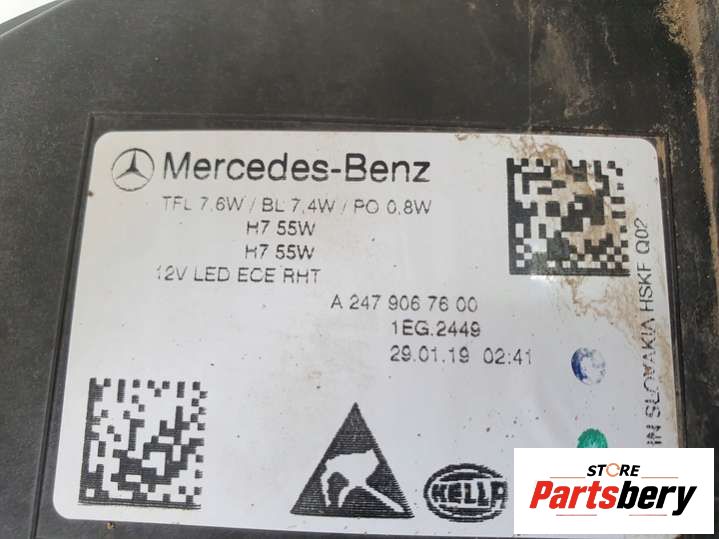 Mercedes-Benz
TFL 7,6W / BL 7,4W / PO 0,8W
H7 55W
H7 55W
12V LED ECE RHT
A 247 906 76 00
1EG.2449
29.01.19 02:41
SLOVAKIA HSKF Q02
HELLA
STORE
Partsbery